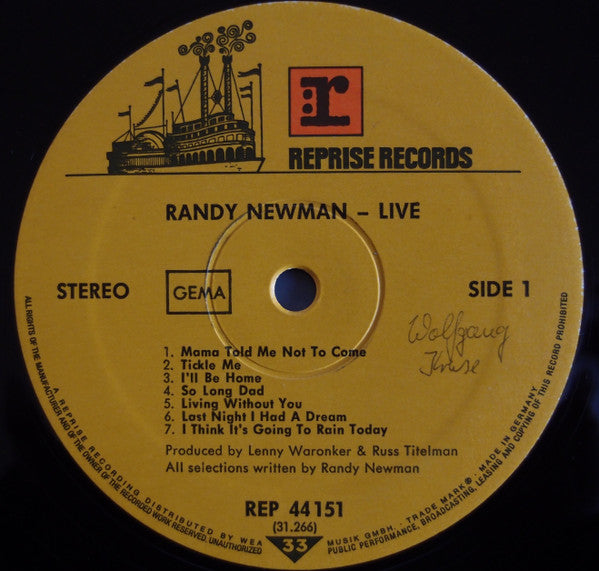 r
REPRISE RECORDS
RANDY NEWMAN – LIVE
STEREO
GEMA
SIDE 1
Wolfgang
1. Mama Told Me Not To Come
2. Tickle Me
3. I'll Be Home
4. So Long Dad
5. Living Without You
6. Last Night I Had A Dream
7. I Think It's Going To Rain Today
Produced by Lenny Waronker & Russ Titelman
All selections written by Randy Newman
REP 44 151
(31.266)
33
ALL RIGHTS OF THE MANUFACTURER AND OF THE OWNER OF THE RECORDED WORK RESERVED. UNAUTHORIZED PUBLIC PERFORMANCE, BROADCASTING, LEASING AND COPYING OF THIS RECORD PROHIBITED
A REPRISE RECORDING DISTRIBUTED BY WEA MUSIK GMBH. · TRADE MARK® · MADE IN GERMANY